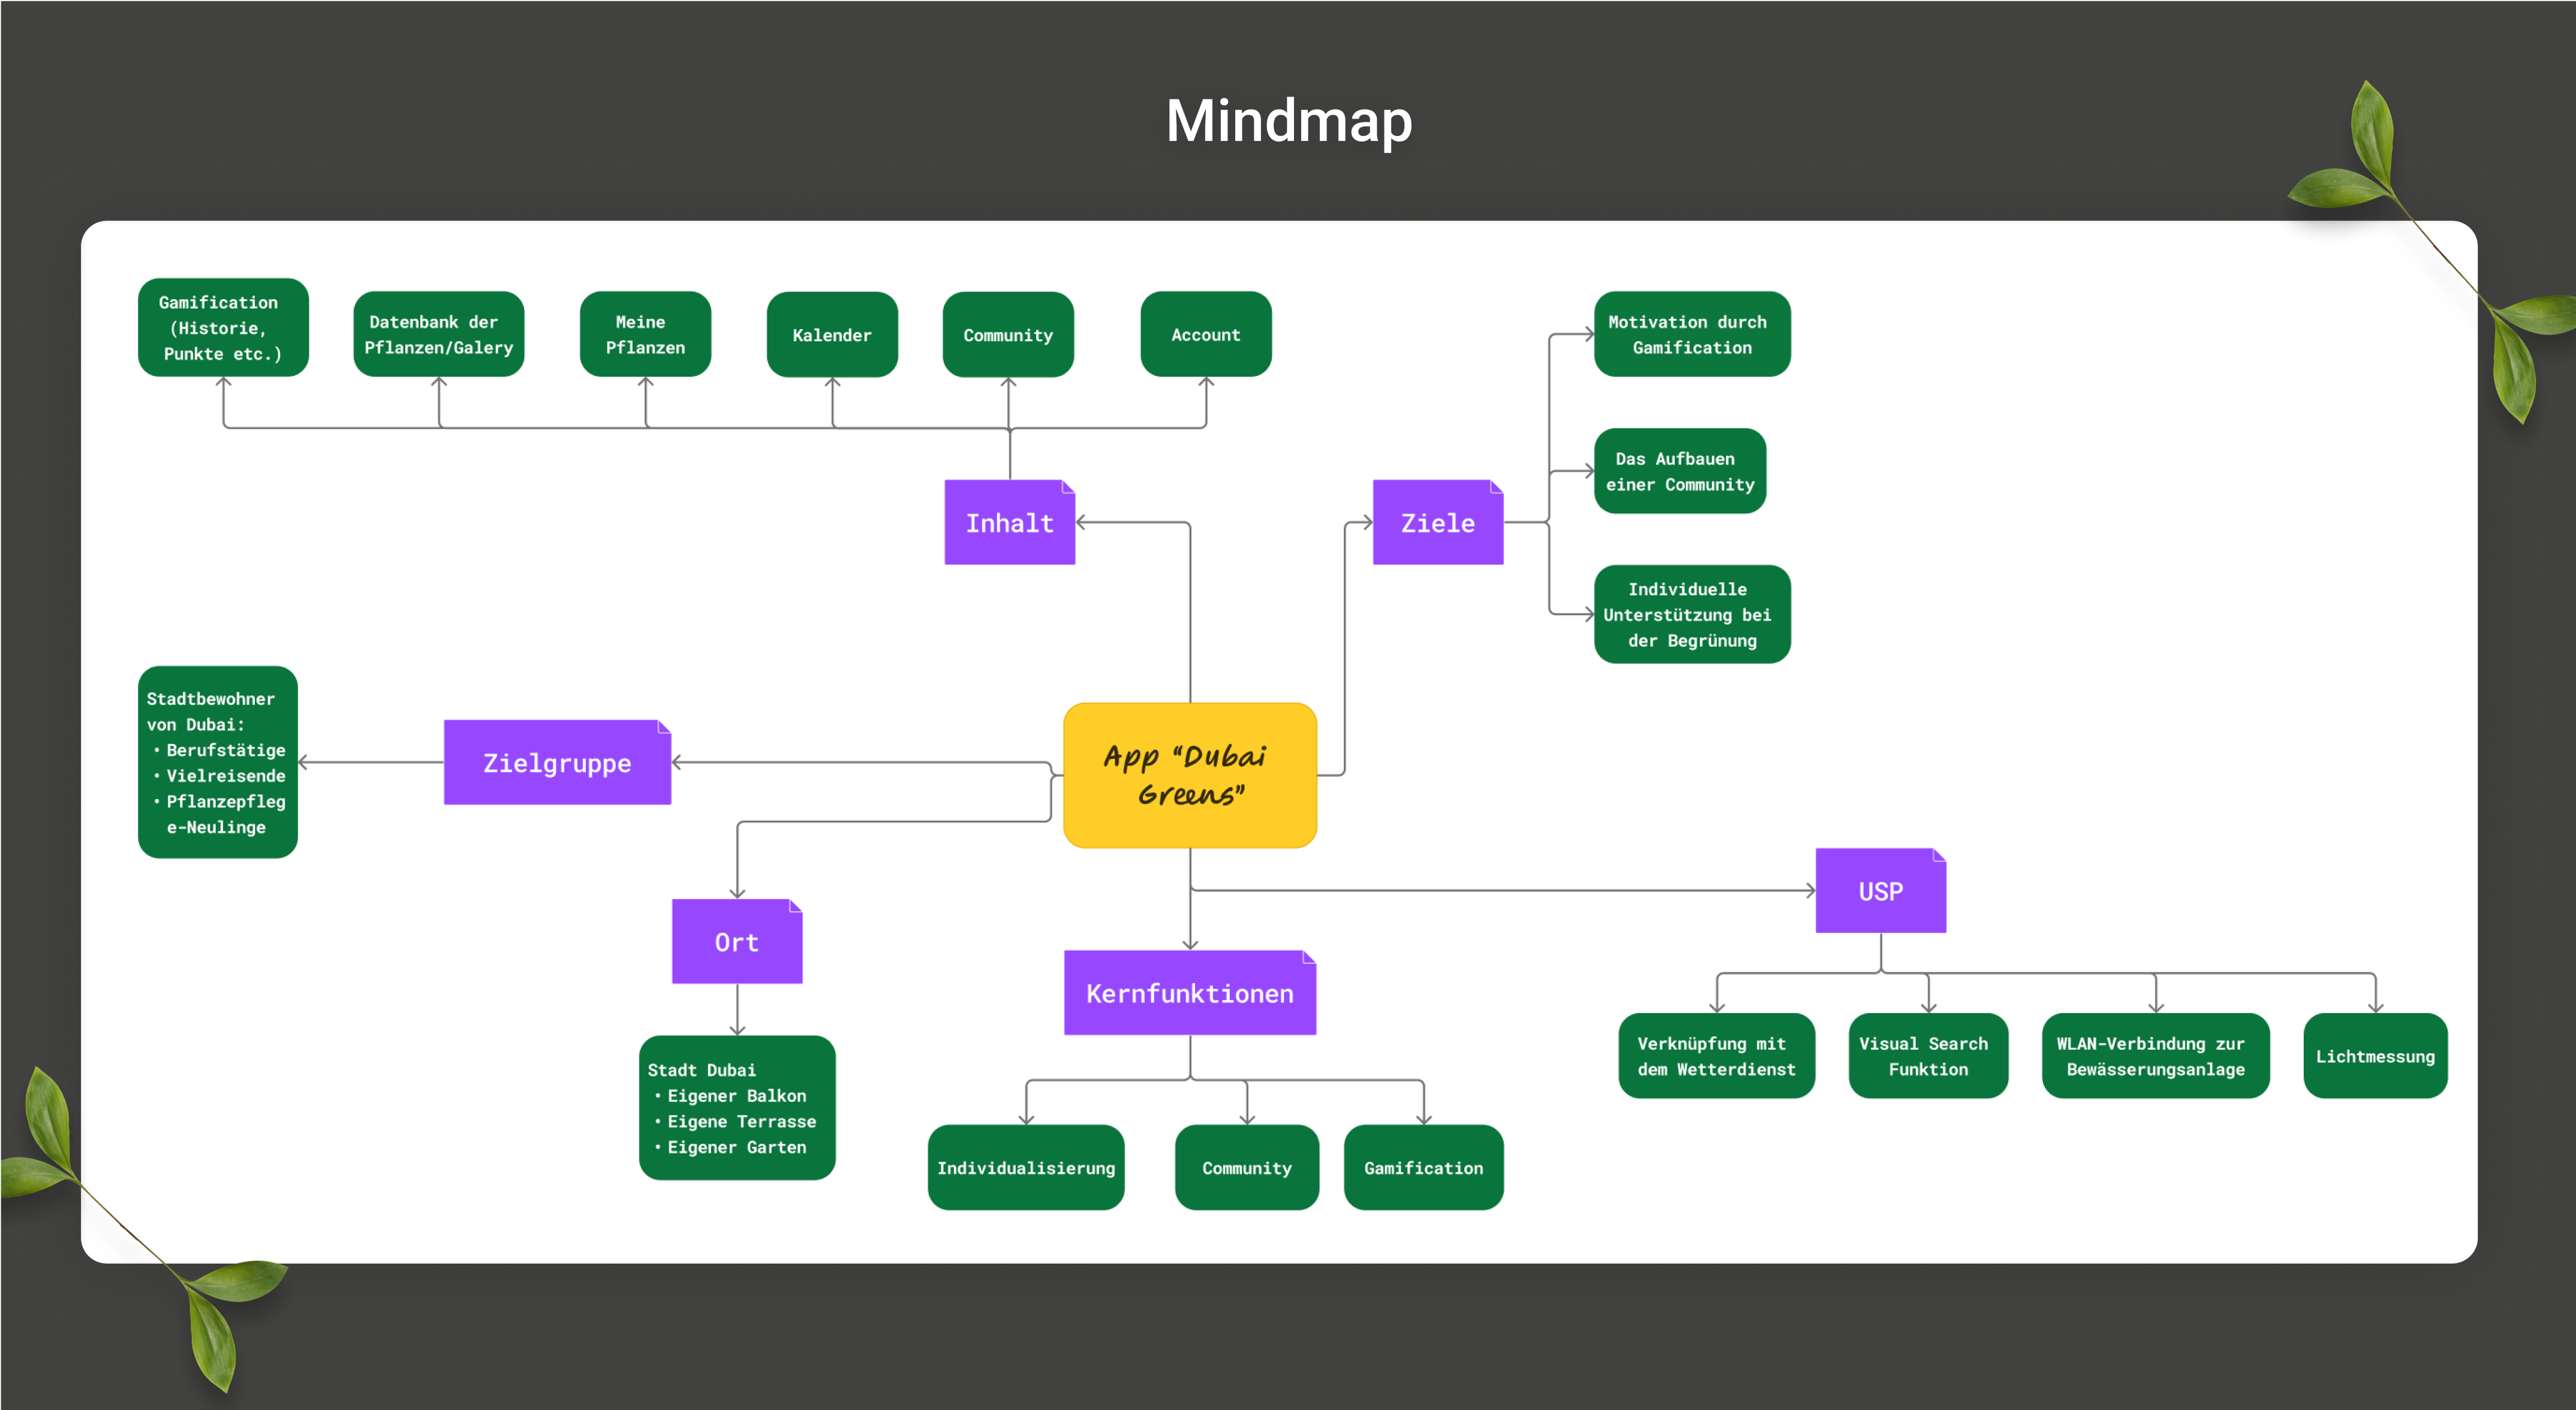 Mindmap
Gamification
(Historie,
Punkte etc.)
Datenbank der
Pflanzen/Galery
Meine
Pflanzen
Kalender
Community
Account
Motivation durch
Gamification
Das Aufbauen
einer Community
Individuelle
Unterstützung bei
der Begrünung
Inhalt
Ziele
Stadtbewohner
von Dubai:
• Berufstätige
• Vielreisende
• Pflanzepfleg
e-Neulinge
Zielgruppe
App “Dubai
Greens”
Ort
Stadt Dubai
• Eigener Balkon
• Eigene Terrasse
• Eigener Garten
Kernfunktionen
Individualisierung
Community
Gamification
USP
Verknüpfung mit
dem Wetterdienst
Visual Search
Funktion
WLAN-Verbindung zur
Bewässerungsanlage
Lichtmessung